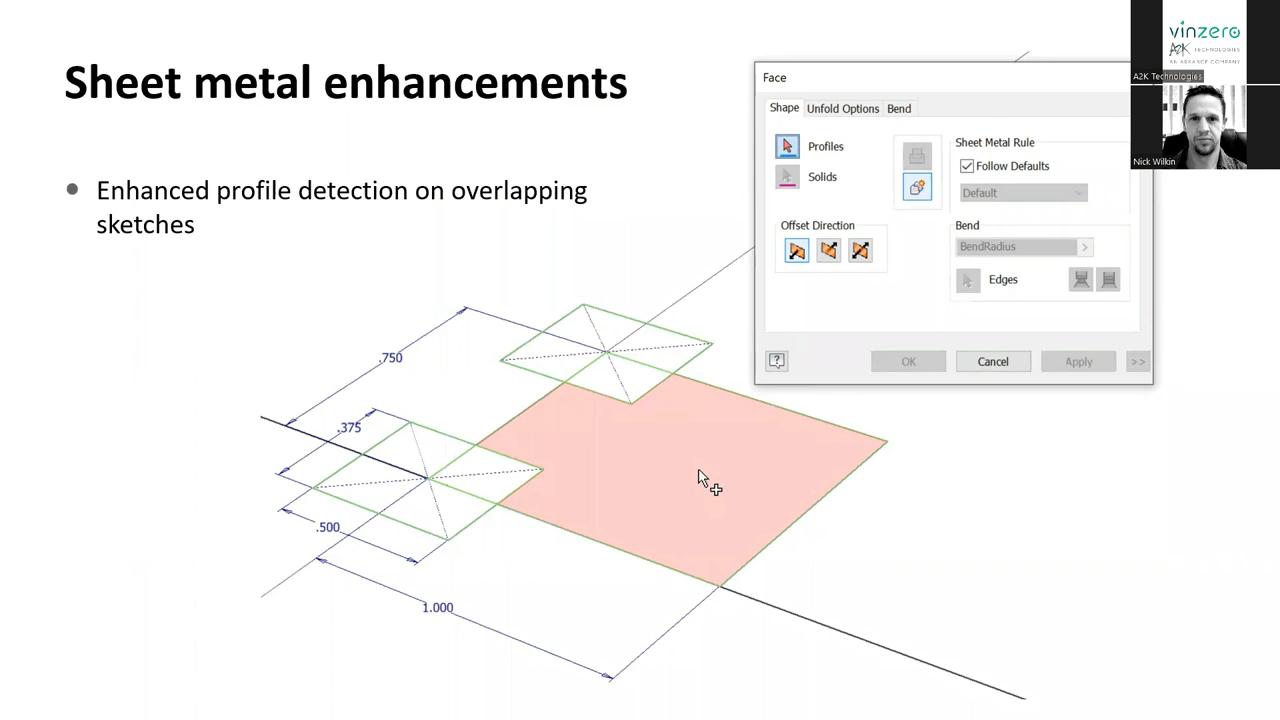 Sheet metal enhancements
Enhanced profile detection on overlapping
sketches
Face
Shape
Unfold Options
Bend
Profiles
Solids
Sheet Metal Rule
Follow Defaults
Default
Offset Direction
Bend
BendRadius
Edges
OK
Cancel
Apply
>>
.750
.375
.500
1.000
vinzero
A2K TECHNOLOGIES
AN ARKANCE COMPANY
A2K Technologies
Nick Wilkin